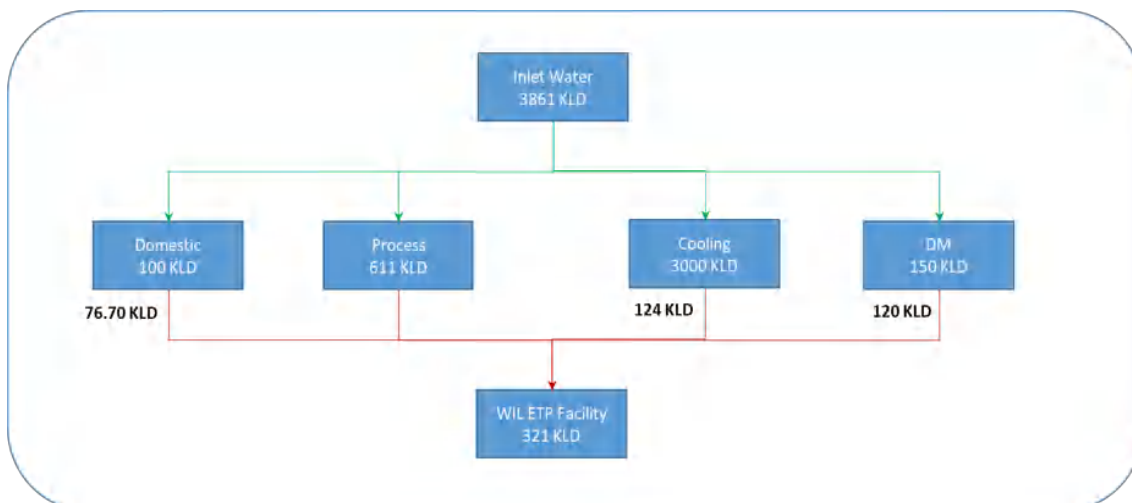 Inlet Water
3861 KLD
Domestic
100 KLD
Process
611 KLD
Cooling
3000 KLD
DM
150 KLD
76.70 KLD
124 KLD
120 KLD
WIL ETP Facility
321 KLD